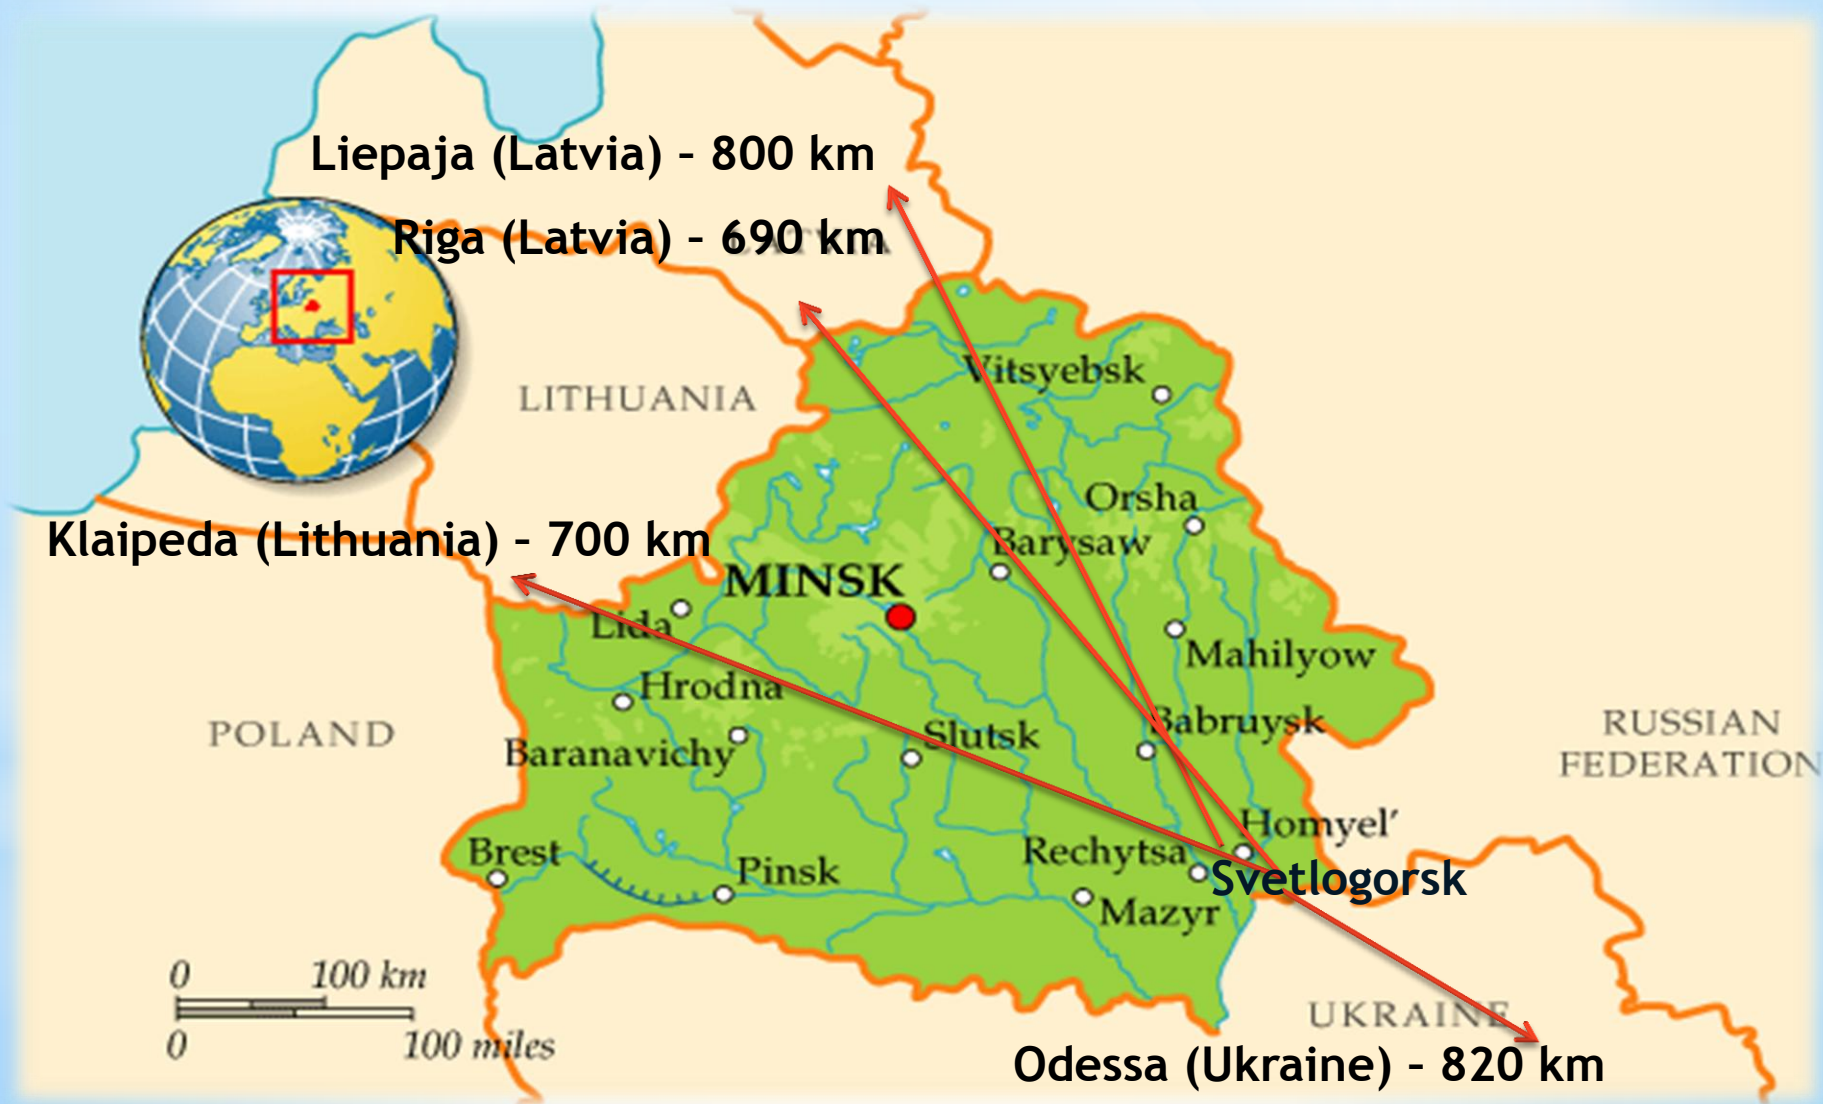 Liepaja (Latvia) – 800 km
Riga (Latvia) – 690 km
LATVIA
Vitsyebsk
LITHUANIA
Orsha
Klaipeda (Lithuania) – 700 km
Barysaw
MINSK
Lida
Mahilyow
Hrodna
POLAND
Babruysk
RUSSIAN
FEDERATION
Slutsk
Baranavichy
Homyel’
Brest
Rechytsa
Pinsk
Svetlogorsk
Mazyr
0 100 km
0 100 miles
UKRAINE
Odessa (Ukraine) – 820 km